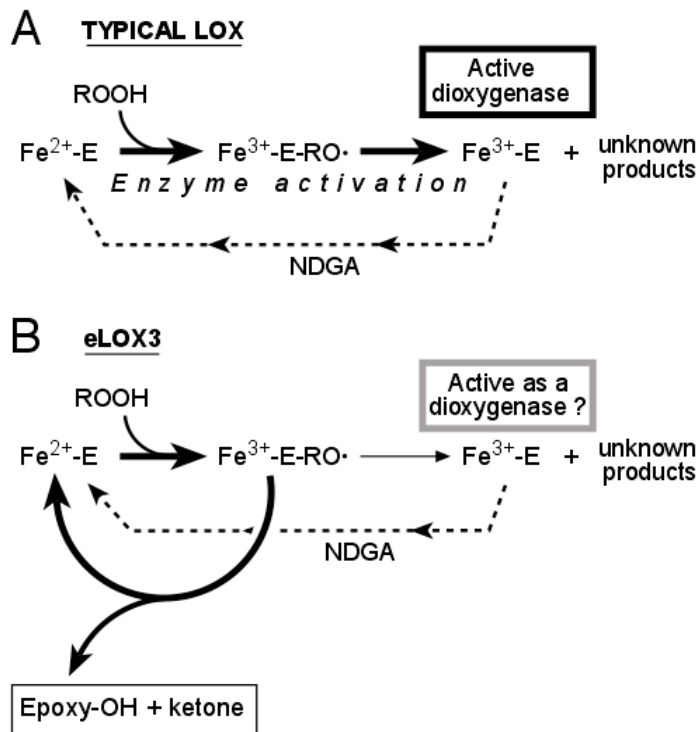 A TYPICAL LOX
Active
dioxygenase
ROOH
Fe²⁺-E Fe³⁺-E-RO· Fe³⁺-E + unknown
products
Enzyme activation
NDGA
B eLOX3
Active as a
dioxygenase ?
ROOH
Fe²⁺-E Fe³⁺-E-RO· Fe³⁺-E + unknown
products
NDGA
Epoxy-OH + ketone